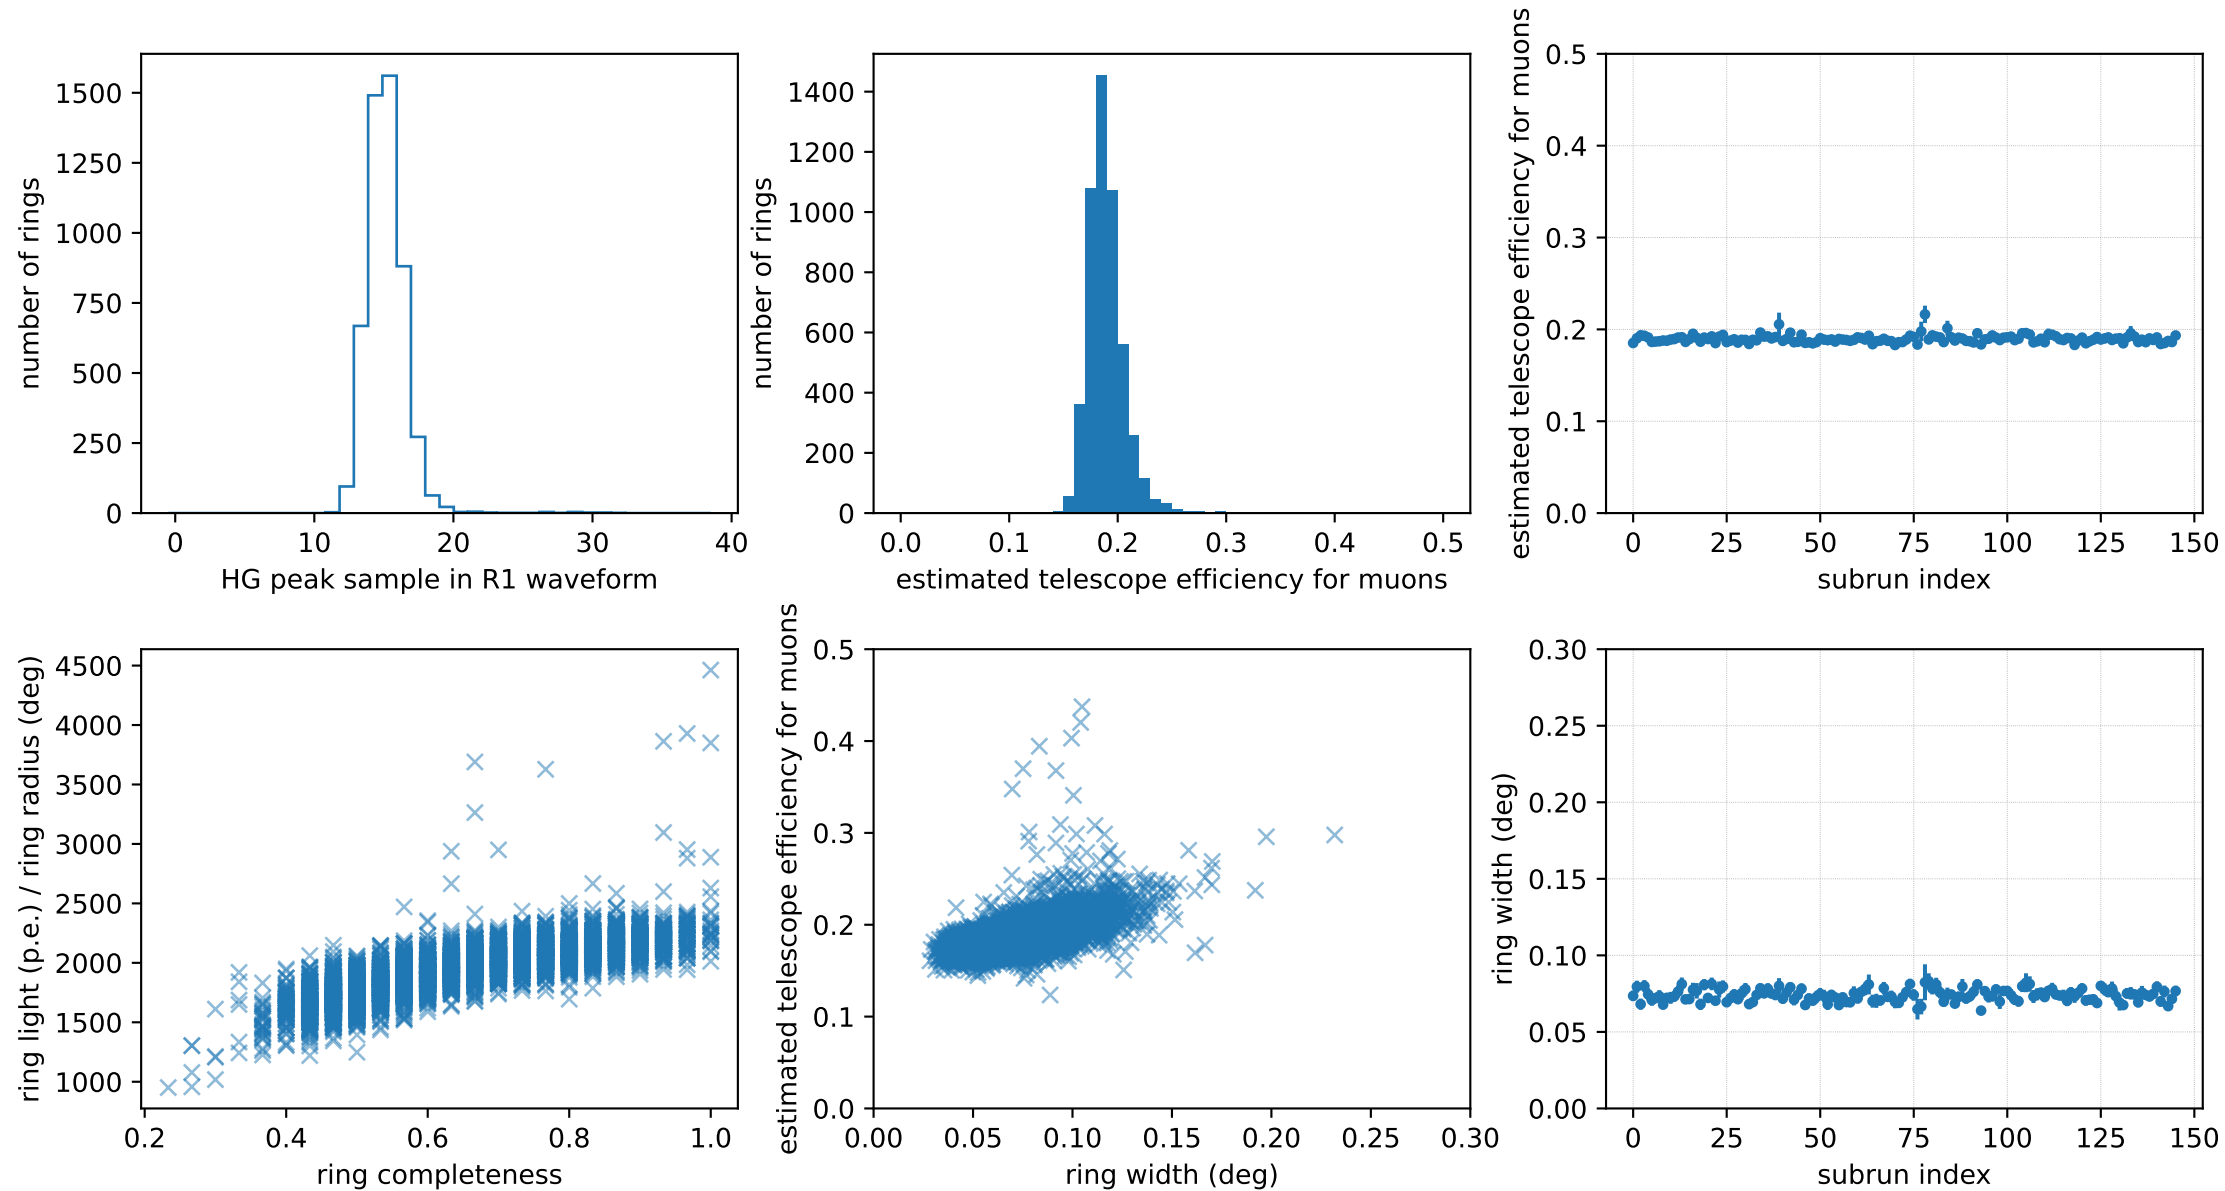 number of rings
1500
1250
1000
750
500
250
0
0 10 20 30 40
HG peak sample in R1 waveform
number of rings
1400
1200
1000
800
600
400
200
0
0.0 0.1 0.2 0.3 0.4 0.5
estimated telescope efficiency for muons
estimated telescope efficiency for muons
0.5
0.4
0.3
0.2
0.1
0.0
0 25 50 75 100 125 150
subrun index
ring light (p.e.) / ring radius (deg)
4500
4000
3500
3000
2500
2000
1500
1000
0.2 0.4 0.6 0.8 1.0
ring completeness
estimated telescope efficiency for muons
0.5
0.4
0.3
0.2
0.1
0.0
0.00 0.05 0.10 0.15 0.20 0.25 0.30
ring width (deg)
ring width (deg)
0.30
0.25
0.20
0.15
0.10
0.05
0.00
0 25 50 75 100 125 150
subrun index